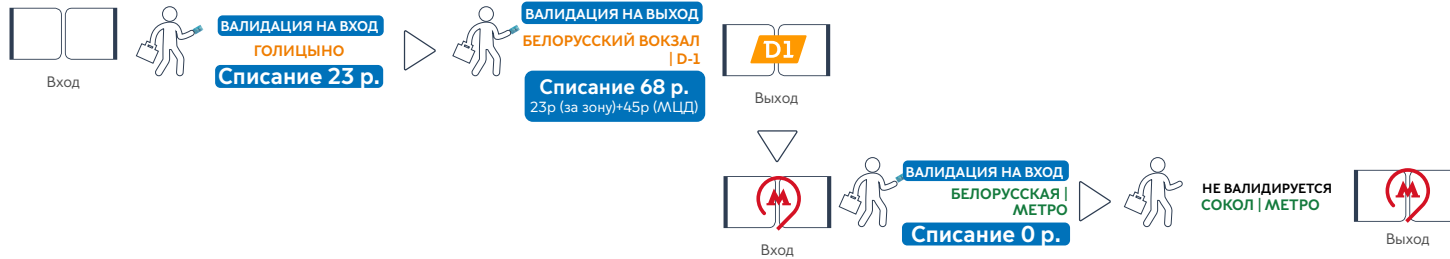 Вход
ВАЛИДАЦИЯ НА ВХОД
ГОЛИЦЫНО
Списание 23 р.
ВАЛИДАЦИЯ НА ВЫХОД
БЕЛОРУССКИЙ ВОКЗАЛ
| D-1
Списание 68 р.
23р (за зону)+45р (МЦД)
D1
Выход
М
Вход
ВАЛИДАЦИЯ НА ВХОД
БЕЛОРУССКАЯ |
МЕТРО
Списание 0 р.
НЕ ВАЛИДИРУЕТСЯ
СОКОЛ | МЕТРО
М
Выход